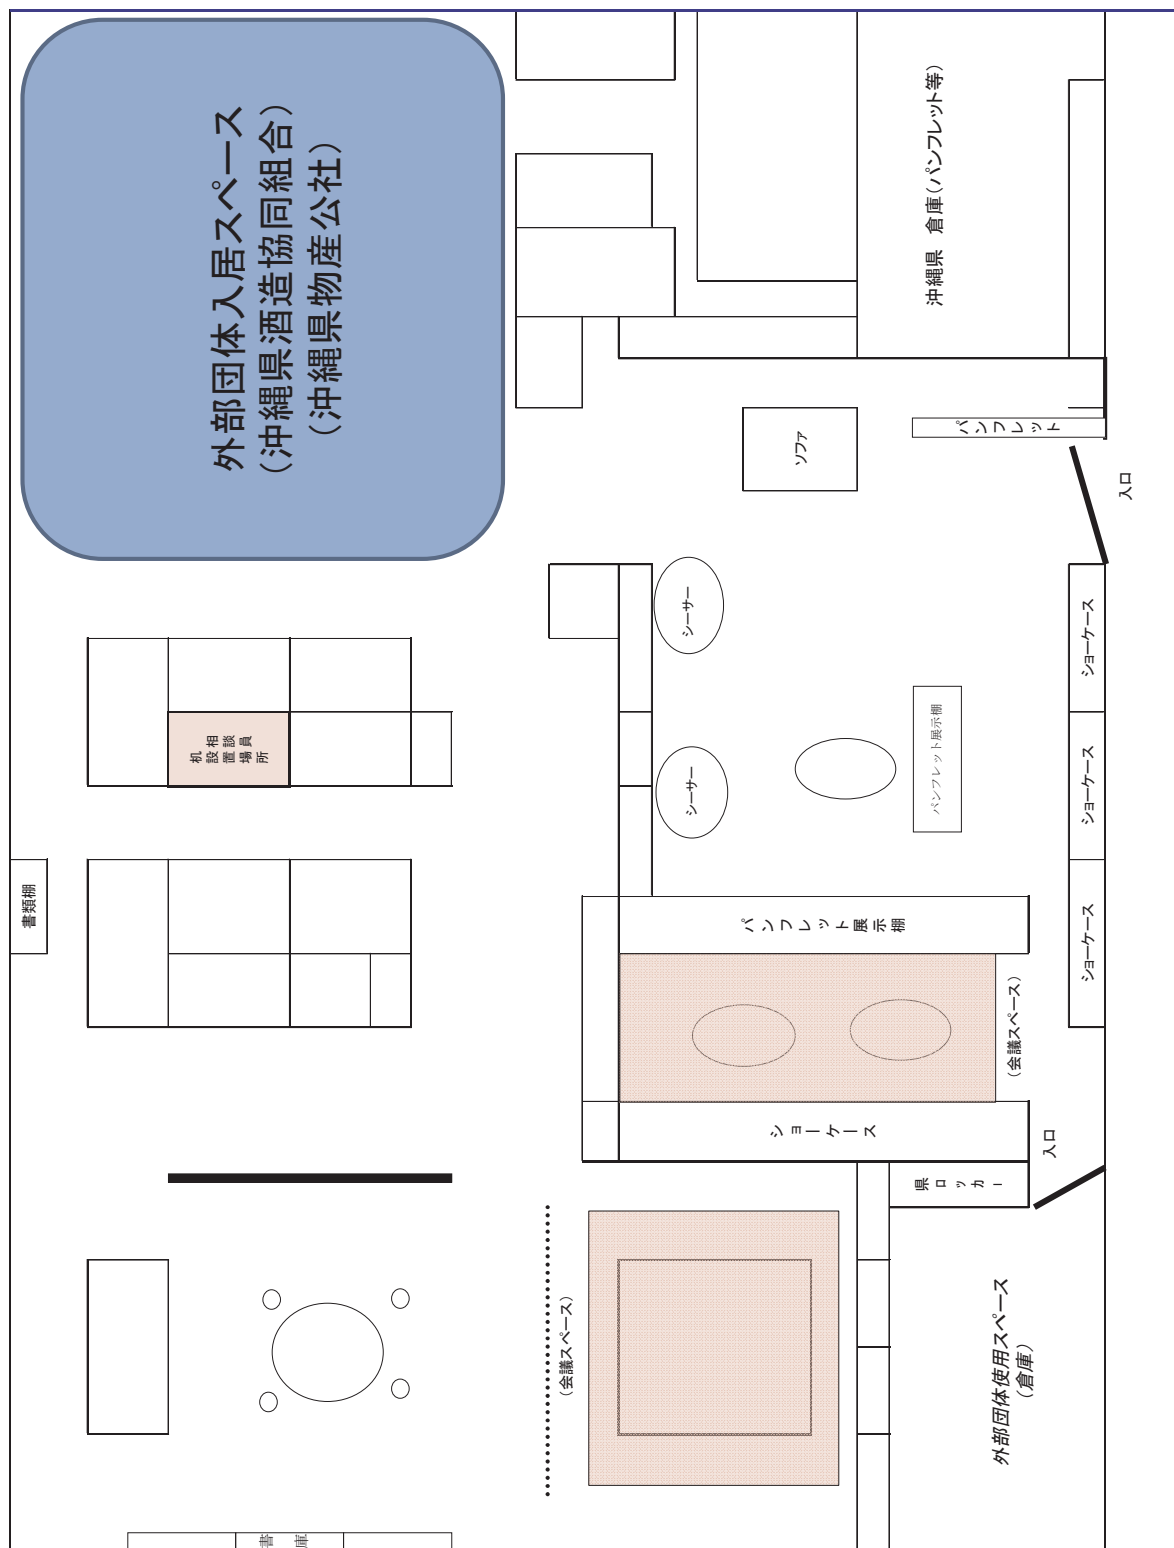 外部団体入居スペース
（沖縄県酒造協同組合）
（沖縄県物産公社）
沖縄県　倉庫（パンフレット等）
パンフレット
ソファ
入口
シーサー
シーサー
ショーケース
ショーケース
ショーケース
パンフレット展示棚
相談員
机設置場所
書類棚
パンフレット展示棚
（会議スペース）
ショーケース
入口
県ロッカー
（会議スペース）
外部団体使用スペース
（倉庫）
書庫